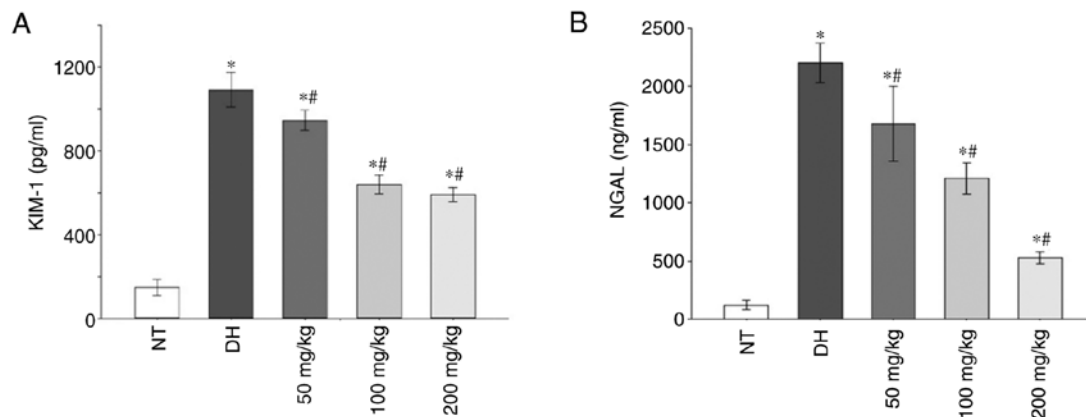 A
KIM-1 (pg/ml)
1200
800
400
0
*
*#
*#
*#
NT
DH
50 mg/kg
100 mg/kg
200 mg/kg
B
NGAL (ng/ml)
2500
2000
1500
1000
500
0
*
*#
*#
*#
NT
DH
50 mg/kg
100 mg/kg
200 mg/kg